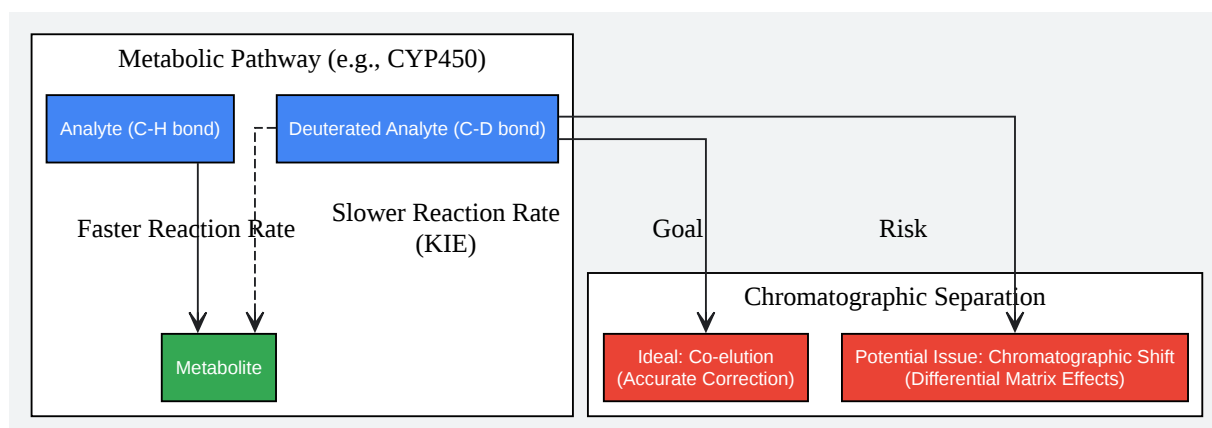 Metabolic Pathway (e.g., CYP450)
Analyte (C-H bond)
Deuterated Analyte (C-D bond)
Faster Reaction Rate
Slower Reaction Rate
(KIE)
Goal
Risk
Metabolite
Chromatographic Separation
Ideal: Co-elution
(Accurate Correction)
Potential Issue: Chromatographic Shift
(Differential Matrix Effects)